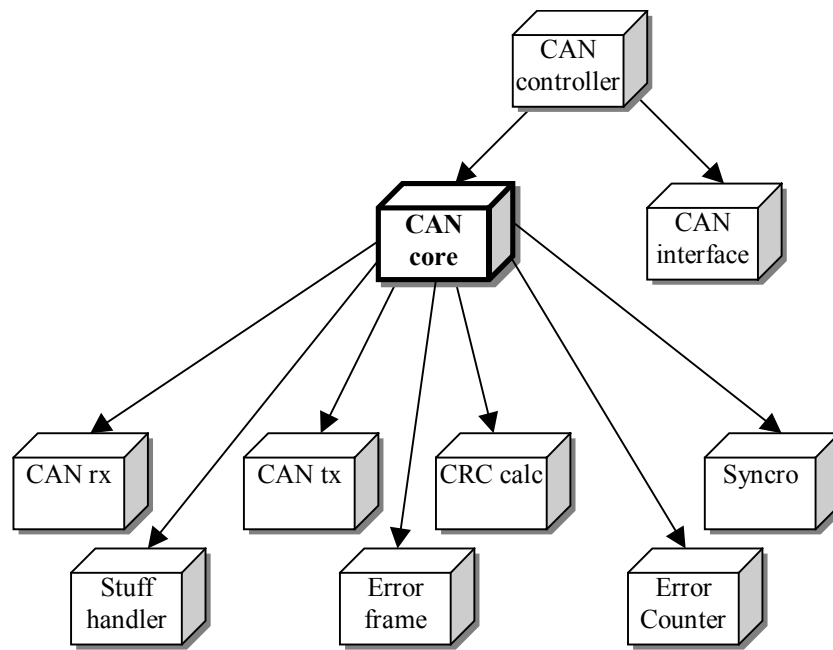 CAN
controller
CAN
core
CAN
interface
CAN rx
CAN tx
CRC calc
Syncro
Stuff
handler
Error
frame
Error
Counter